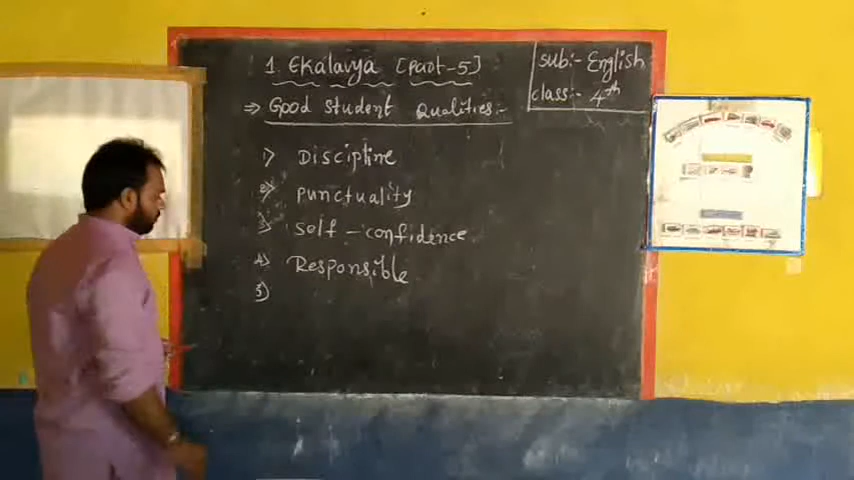 1. Ekalavya [Part-5]
sub:- English
class:- 4th
⇒ Good student Qualities:-
1) Discipline
2) Punctuality
3) self-confidence
4) Responsible
5)